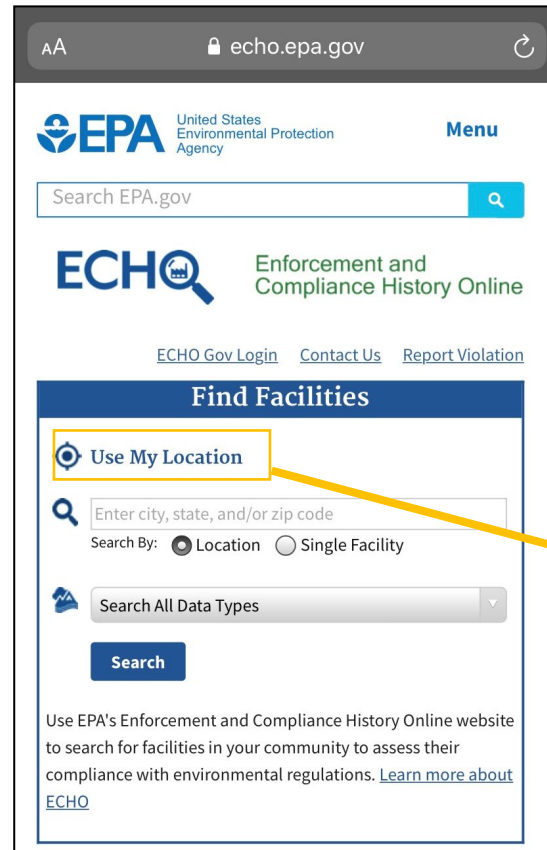 AA echo.epa.gov
EPA United States
Environmental Protection
Agency
Menu
Search EPA.gov
ECHO Enforcement and
Compliance History Online
ECHO Gov Login Contact Us Report Violation
Find Facilities
Use My Location
Enter city, state, and/or zip code
Search By: Location Single Facility
Search All Data Types
Search
Use EPA's Enforcement and Compliance History Online website
to search for facilities in your community to assess their
compliance with environmental regulations. Learn more about
ECHO